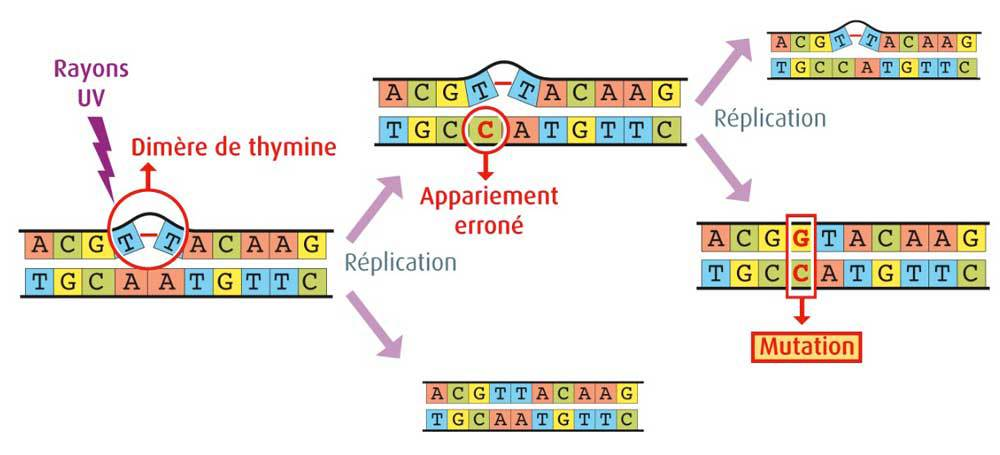 Rayons
UV
Dimère de thymine
ACGTTACAAG
TGCAATGTTC
Réplication
ACGTTACAAG
TGCCATGTTC
Appariement
erroné
ACGTTACAAG
TGCAATGTTC
Réplication
ACGTTACAAG
TGCCATGTTC
ACGGTACAAG
TGCCATGTTC
Mutation